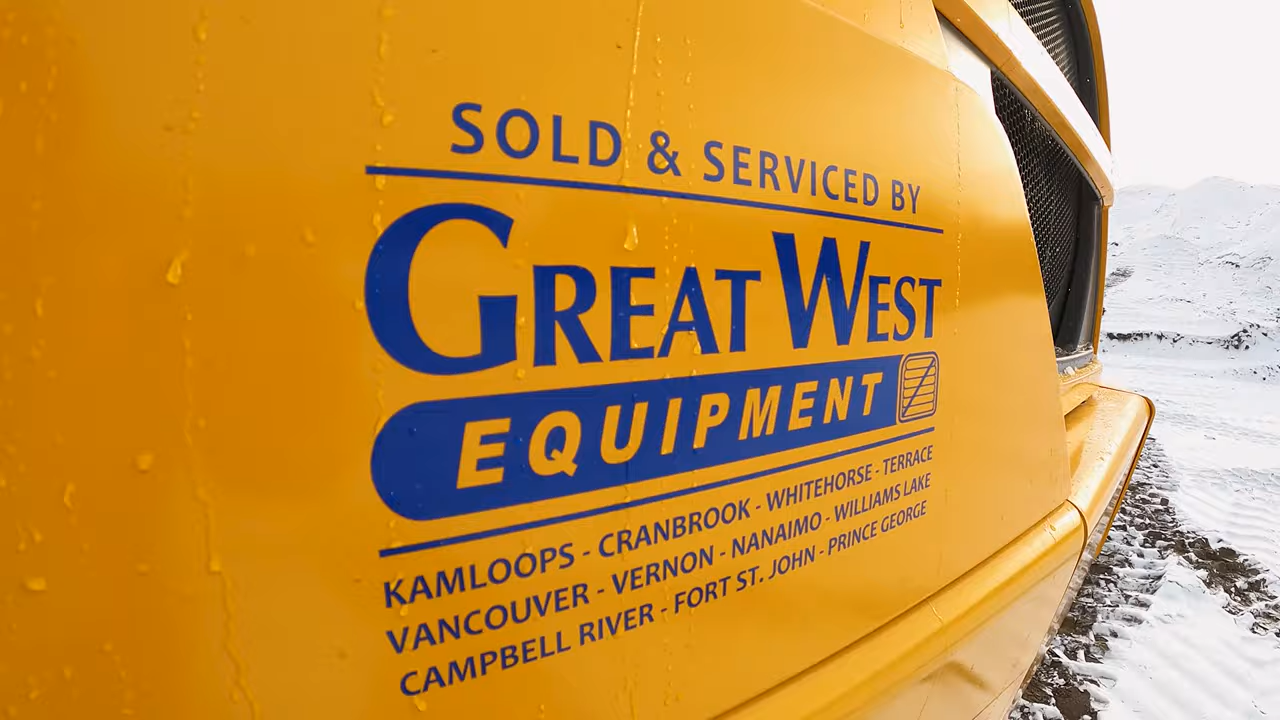 SOLD & SERVICED BY
GREAT WEST
EQUIPMENT
KAMLOOPS - CRANBROOK - WHITEHORSE - TERRACE
VANCOUVER - VERNON - NANAIMO - WILLIAMS LAKE
CAMPBELL RIVER - FORT ST. JOHN - PRINCE GEORGE